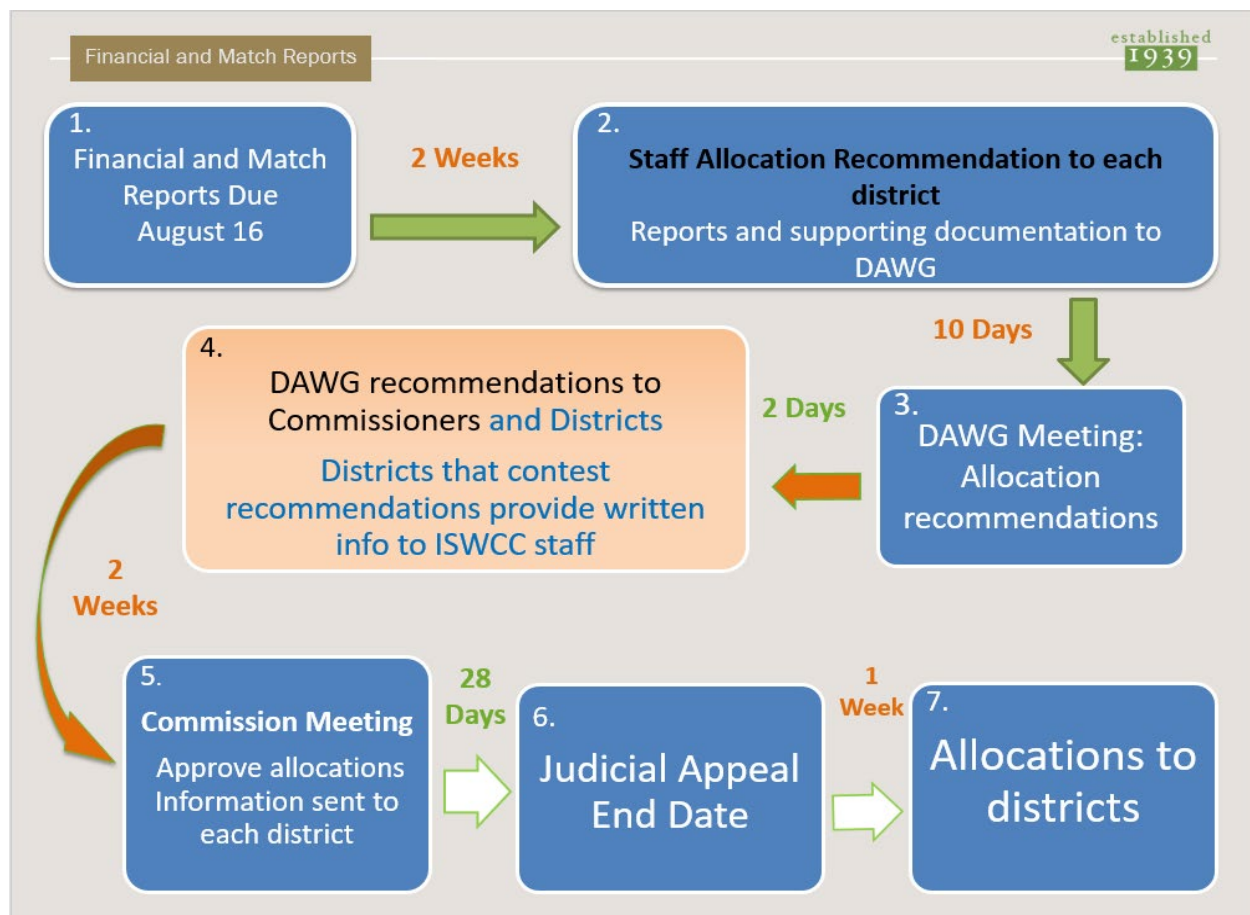 Financial and Match Reports
established
1939
1.
Financial and Match
Reports Due
August 16
2 Weeks
2.
Staff Allocation Recommendation to each
district
Reports and supporting documentation to
DAWG
10 Days
3.
DAWG Meeting:
Allocation
recommendations
2 Days
4.
DAWG recommendations to
Commissioners and Districts
Districts that contest
recommendations provide written
info to ISWCC staff
2
Weeks
5.
Commission Meeting
Approve allocations
Information sent to
each district
28
Days
6.
Judicial Appeal
End Date
1
Week
7.
Allocations to
districts